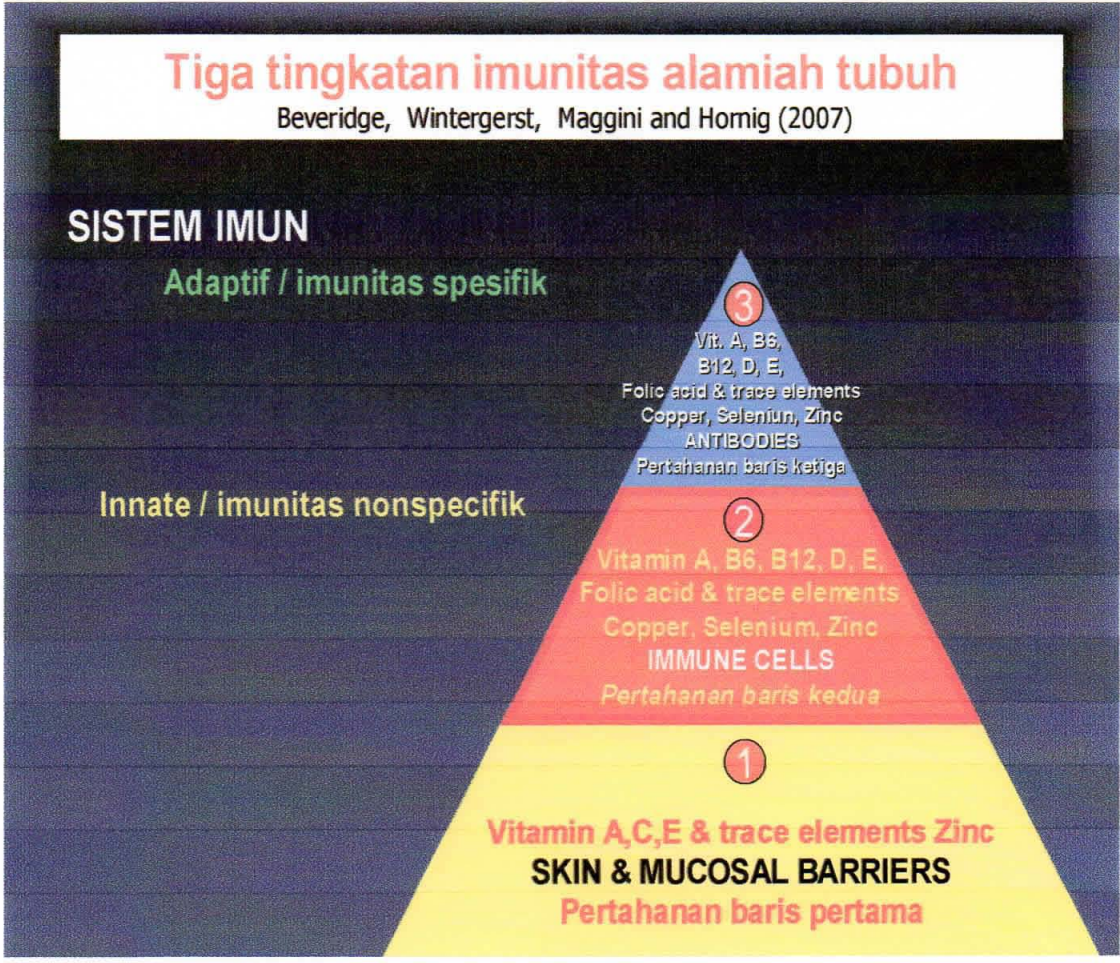 Tiga tingkatan imunitas alamiah tubuh
Beveridge, Wintergerst, Maggini and Hornig (2007)
SISTEM IMUN
Adaptif / imunitas spesifik
3
Vit. A, B6,
B12, D, E,
Folic acid & trace elements
Copper, Seleniun, Zinc
ANTIBODIES
Pertahanan baris ketiga
Innate / imunitas nonspecifik
2
Vitamin A, B6, B12, D, E,
Folic acid & trace elements
Copper, Selenium, Zinc
IMMUNE CELLS
Pertahanan baris kedua
1
Vitamin A,C,E & trace elements Zinc
SKIN & MUCOSAL BARRIERS
Pertahanan baris pertama